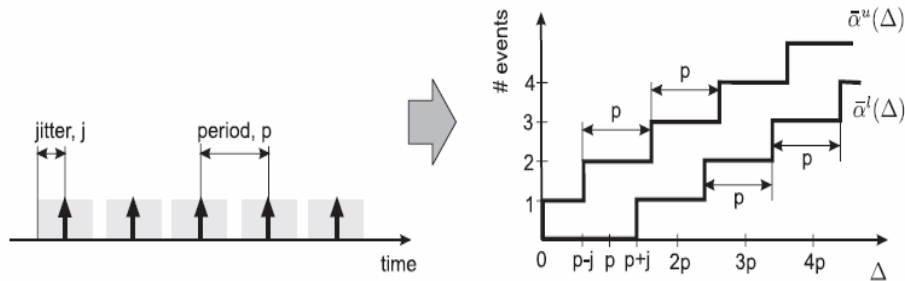 jitter, j
period, p
time
# events
ᾱᵘ(Δ)
ᾱˡ(Δ)
p
p
p
p
4
3
2
1
0
p-j
p
p+j
2p
3p
4p
Δ